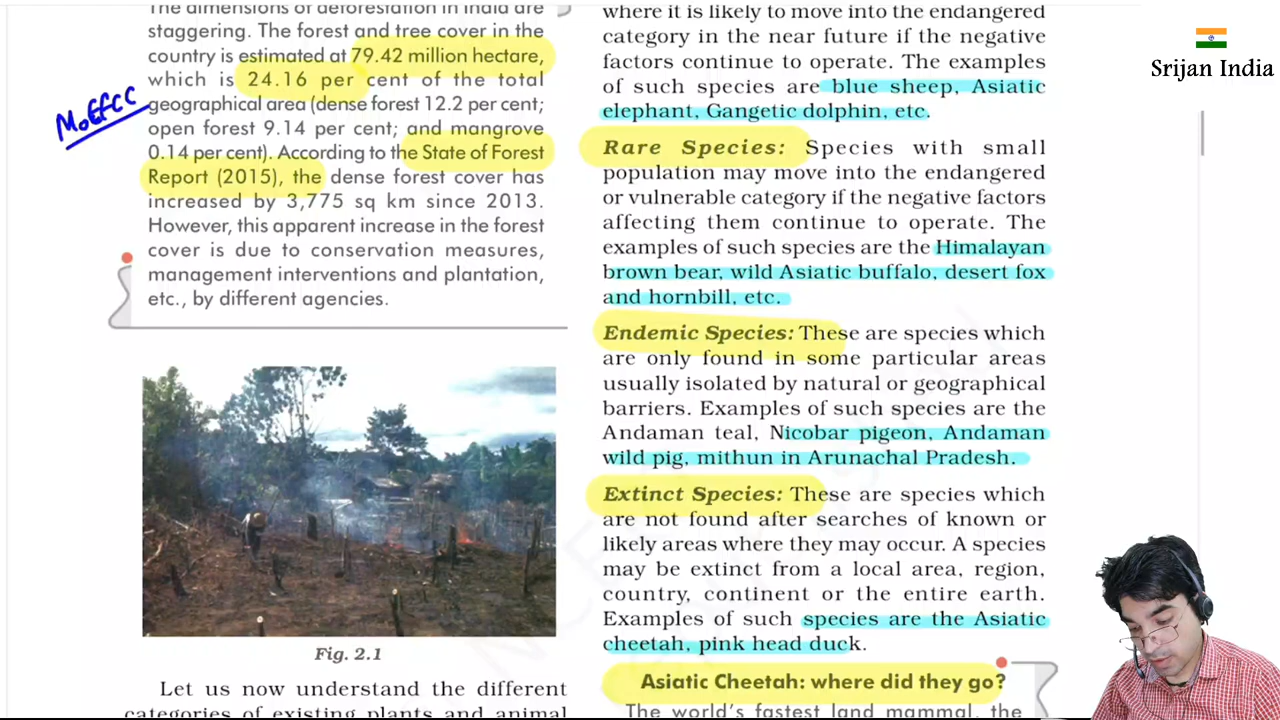 The dimensions of deforestation in India are
staggering. The forest and tree cover in the
country is estimated at 79.42 million hectare,
which is 24.16 per cent of the total
geographical area (dense forest 12.2 per cent;
open forest 9.14 per cent; and mangrove
0.14 per cent). According to the State of Forest
Report (2015), the dense forest cover has
increased by 3,775 sq km since 2013.
However, this apparent increase in the forest
cover is due to conservation measures,
management interventions and plantation,
etc., by different agencies.
MoEFCC
Fig. 2.1
Let us now understand the different
categories of existing plants and animal
where it is likely to move into the endangered
category in the near future if the negative
factors continue to operate. The examples
of such species are blue sheep, Asiatic
elephant, Gangetic dolphin, etc.
Rare Species: Species with small
population may move into the endangered
or vulnerable category if the negative factors
affecting them continue to operate. The
examples of such species are the Himalayan
brown bear, wild Asiatic buffalo, desert fox
and hornbill, etc.
Endemic Species: These are species which
are only found in some particular areas
usually isolated by natural or geographical
barriers. Examples of such species are the
Andaman teal, Nicobar pigeon, Andaman
wild pig, mithun in Arunachal Pradesh.
Extinct Species: These are species which
are not found after searches of known or
likely areas where they may occur. A species
may be extinct from a local area, region,
country, continent or the entire earth.
Examples of such species are the Asiatic
cheetah, pink head duck.
Asiatic Cheetah: where did they go?
The world's fastest land mammal, the
Srijan India